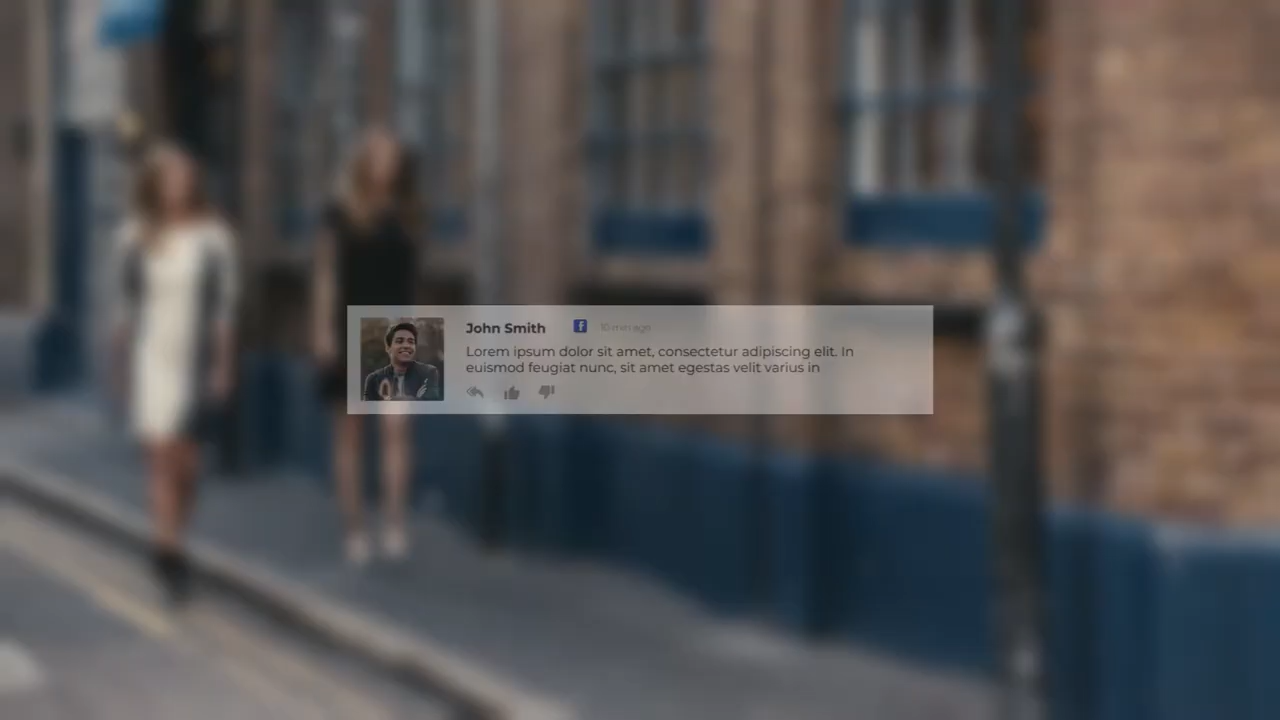 John Smith
10 min ago
Lorem ipsum dolor sit amet, consectetur adipiscing elit. In
euismod feugiat nunc, sit amet egestas velit varius in